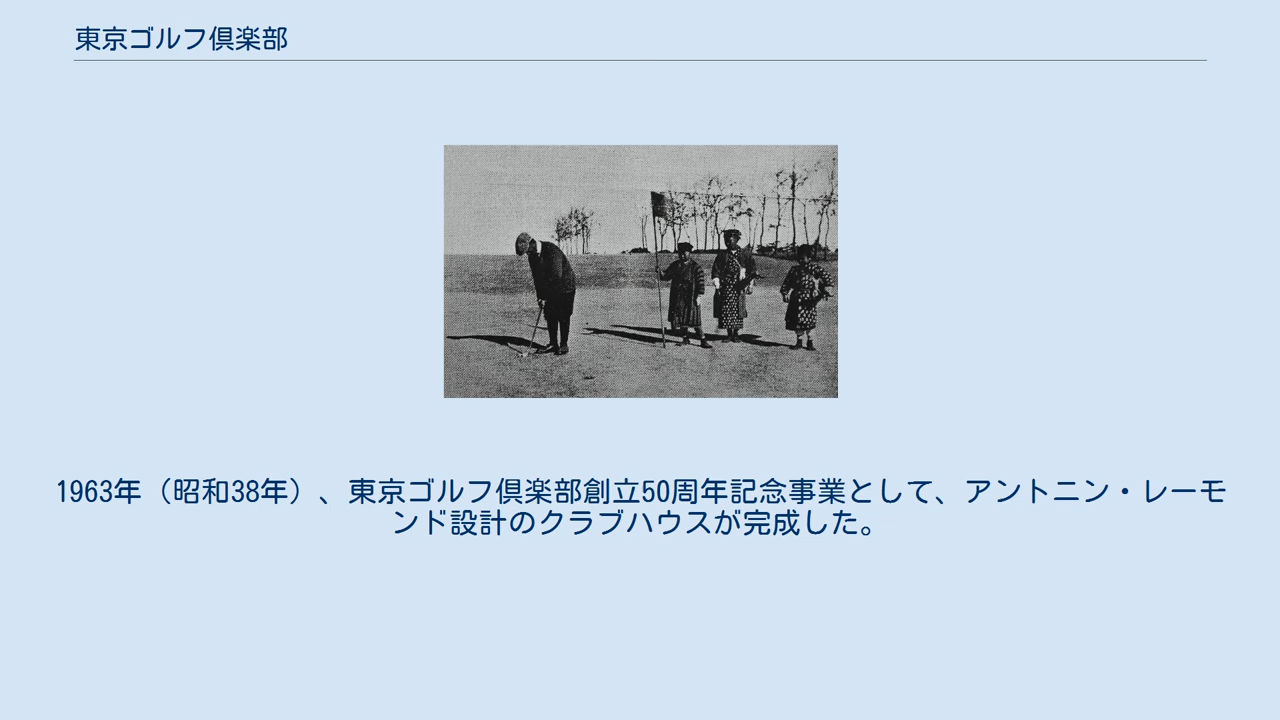 東京ゴルフ倶楽部
1963年（昭和38年）、東京ゴルフ倶楽部創立50周年記念事業として、アントニン・レーモ
ンド設計のクラブハウスが完成した。